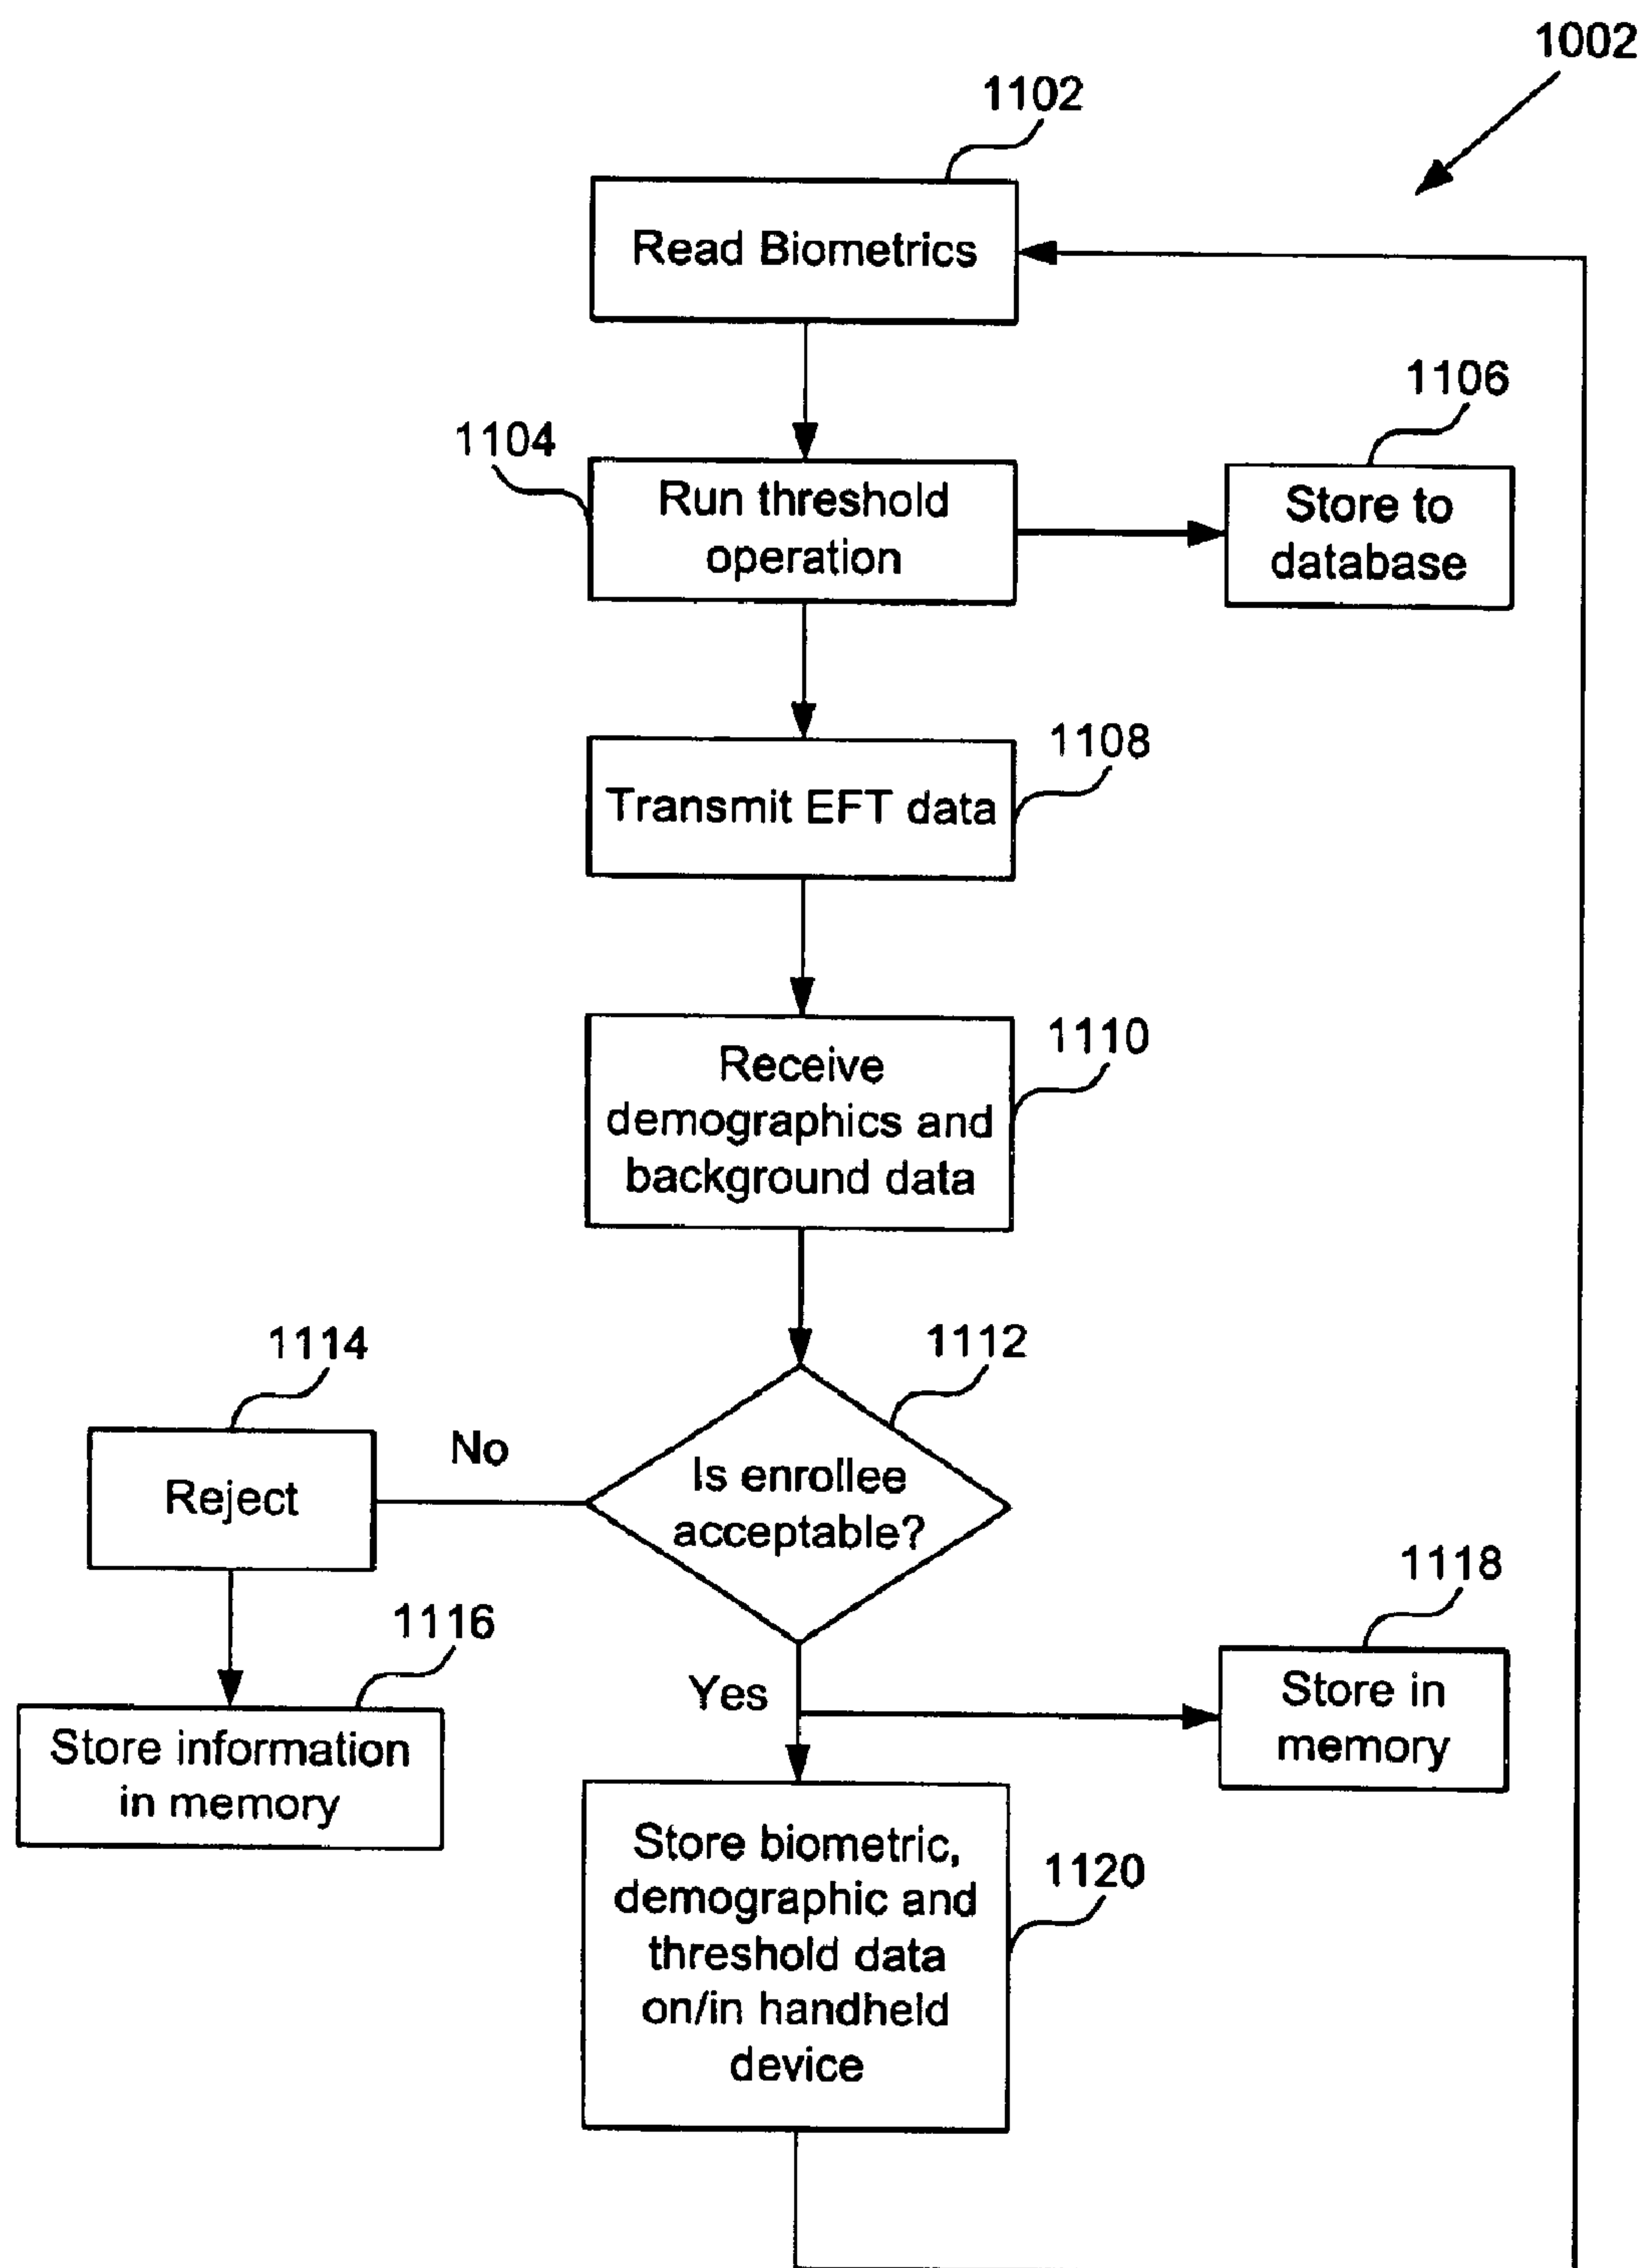 1002
1102
Read Biometrics
1106
1104
Run threshold
operation
Store to
database
1108
Transmit EFT data
1110
Receive
demographics and
background data
1114
1112
No
Reject
Is enrollee
acceptable?
1118
1116
Yes
Store in
memory
Store information
in memory
1120
Store biometric,
demographic and
threshold data
on/in handheld
device